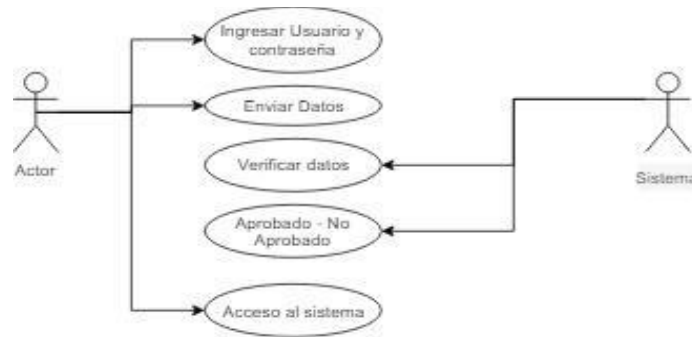 Ingresar Usuario y
contraseña
Enviar Datos
Actor
Verificar datos
Sistema
Aprobado - No
Aprobado
Acceso al sistema